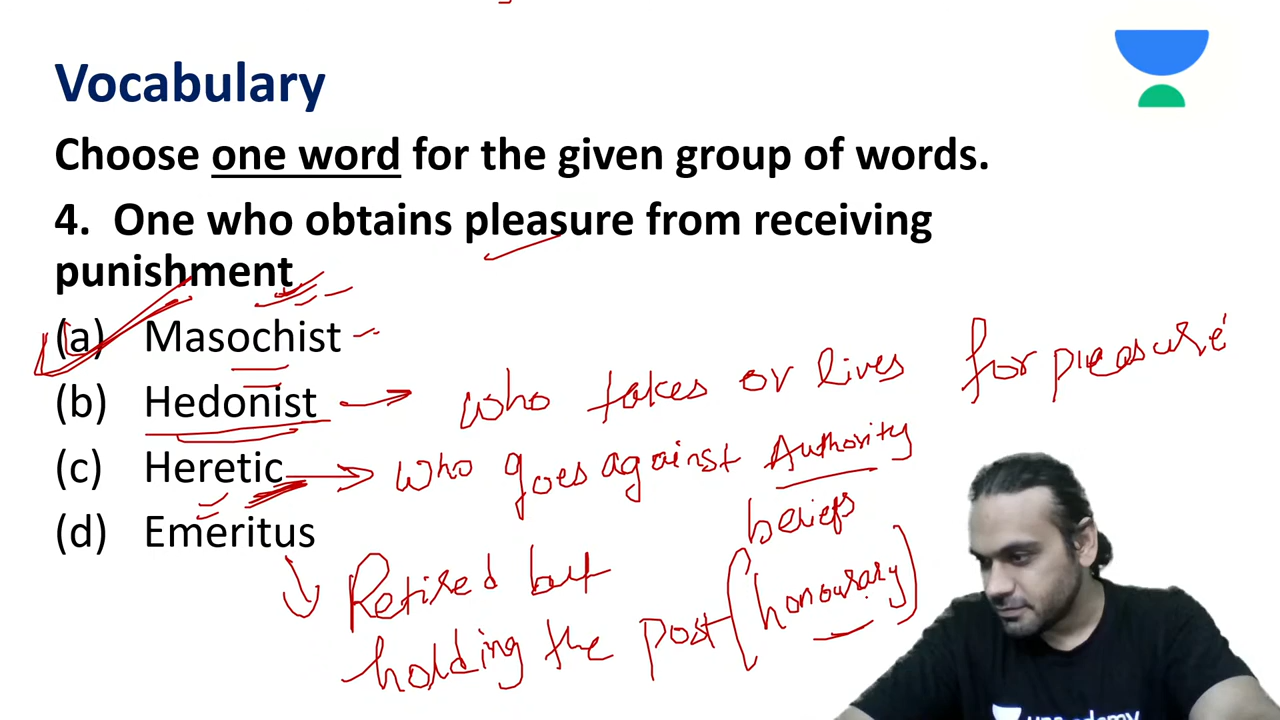 Vocabulary
Choose one word for the given group of words.
4. One who obtains pleasure from receiving
punishment
(a) Masochist
(b) Hedonist who takes or lives for pleasure
(c) Heretic who goes against Authority
beliefs
(d) Emeritus
Retired but
holding the post (honourary)
unacademy